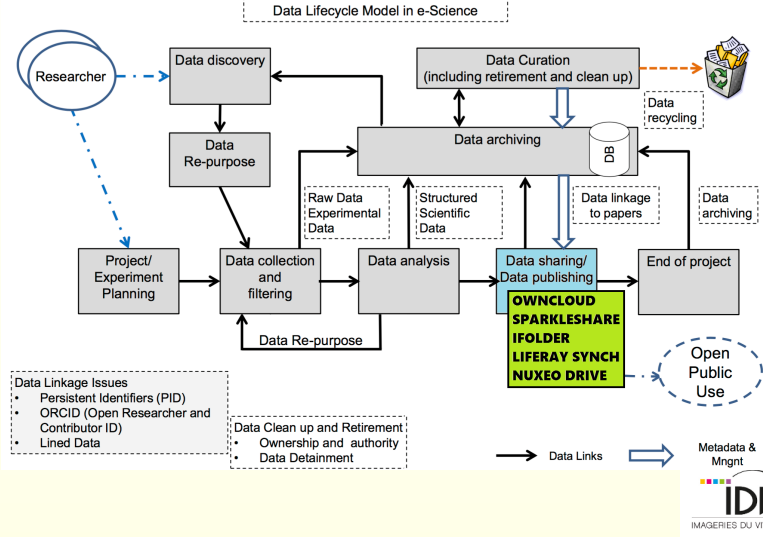 Data Lifecycle Model in e-Science
Researcher
Data discovery
Data Curation
(including retirement and clean up)
Data
recycling
Data
Re-purpose
Data archiving
DB
Raw Data
Experimental
Data
Structured
Scientific
Data
Data linkage
to papers
Data
archiving
Project/
Experiment
Planning
Data collection
and
filtering
Data analysis
Data sharing/
Data publishing
End of project
OWNCLOUD
SPARKLESHARE
IFOLDER
LIFERAY SYNCH
NUXEO DRIVE
Data Re-purpose
Open
Public
Use
Data Linkage Issues
• Persistent Identifiers (PID)
• ORCID (Open Researcher and
Contributor ID)
• Lined Data
Data Clean up and Retirement
• Ownership and authority
• Data Detainment
Data Links
Metadata &
Mngnt
IMAGERIES DU